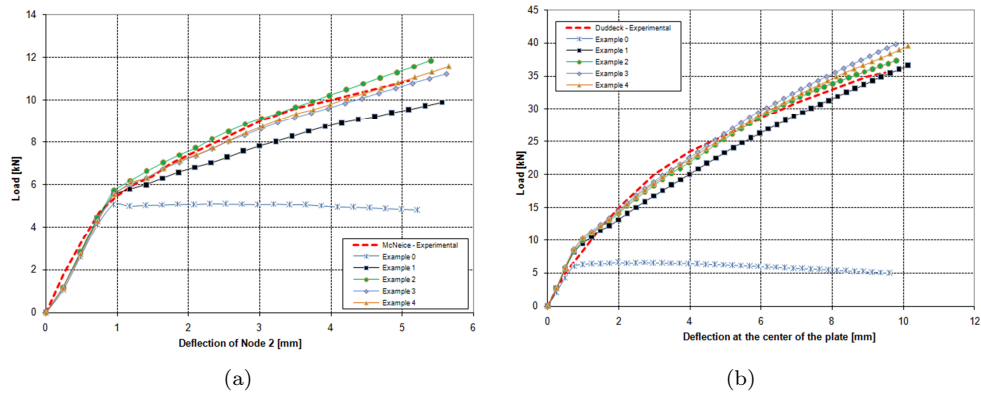 14
12
10
8
6
4
2
0
Load [kN]
McNeice - Experimental
Example 0
Example 1
Example 2
Example 3
Example 4
0 1 2 3 4 5 6
Deflection of Node 2 [mm]
(a)
45
40
35
30
25
20
15
10
5
0
Load [kN]
Duddeck - Experimental
Example 0
Example 1
Example 2
Example 3
Example 4
0 2 4 6 8 10 12
Deflection at the center of the plate [mm]
(b)